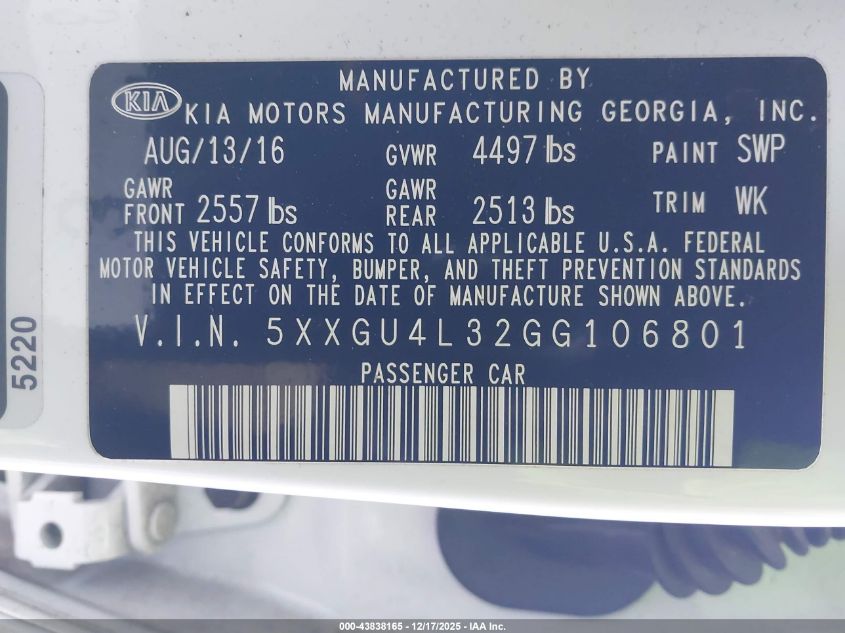 MANUFACTURED BY
KIA KIA MOTORS MANUFACTURING GEORGIA, INC.
AUG/13/16 GVWR 4497 lbs PAINT SWP
GAWR FRONT 2557 lbs GAWR REAR 2513 lbs TRIM WK
THIS VEHICLE CONFORMS TO ALL APPLICABLE U.S.A. FEDERAL
MOTOR VEHICLE SAFETY, BUMPER, AND THEFT PREVENTION STANDARDS
IN EFFECT ON THE DATE OF MANUFACTURE SHOWN ABOVE.
V.I.N. 5XXGU4L32GG106801
PASSENGER CAR
5220
000-43838165 - 12/17/2025 - IAA Inc.